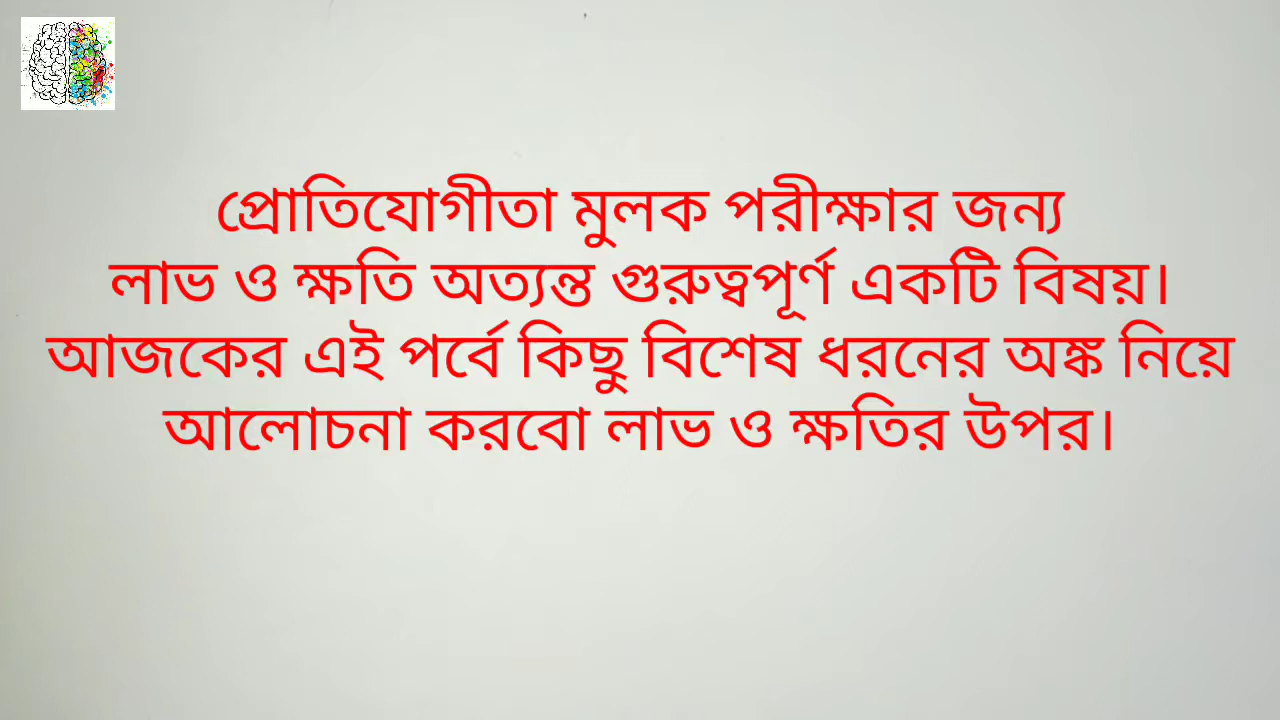 প্রোতিযোগীতা মুলক পরীক্ষার জন্য
লাভ ও ক্ষতি অত্যন্ত গুরুত্বপূর্ণ একটি বিষয়।
আজকের এই পর্বে কিছু বিশেষ ধরনের অঙ্ক নিয়ে
আলোচনা করবো লাভ ও ক্ষতির উপর।